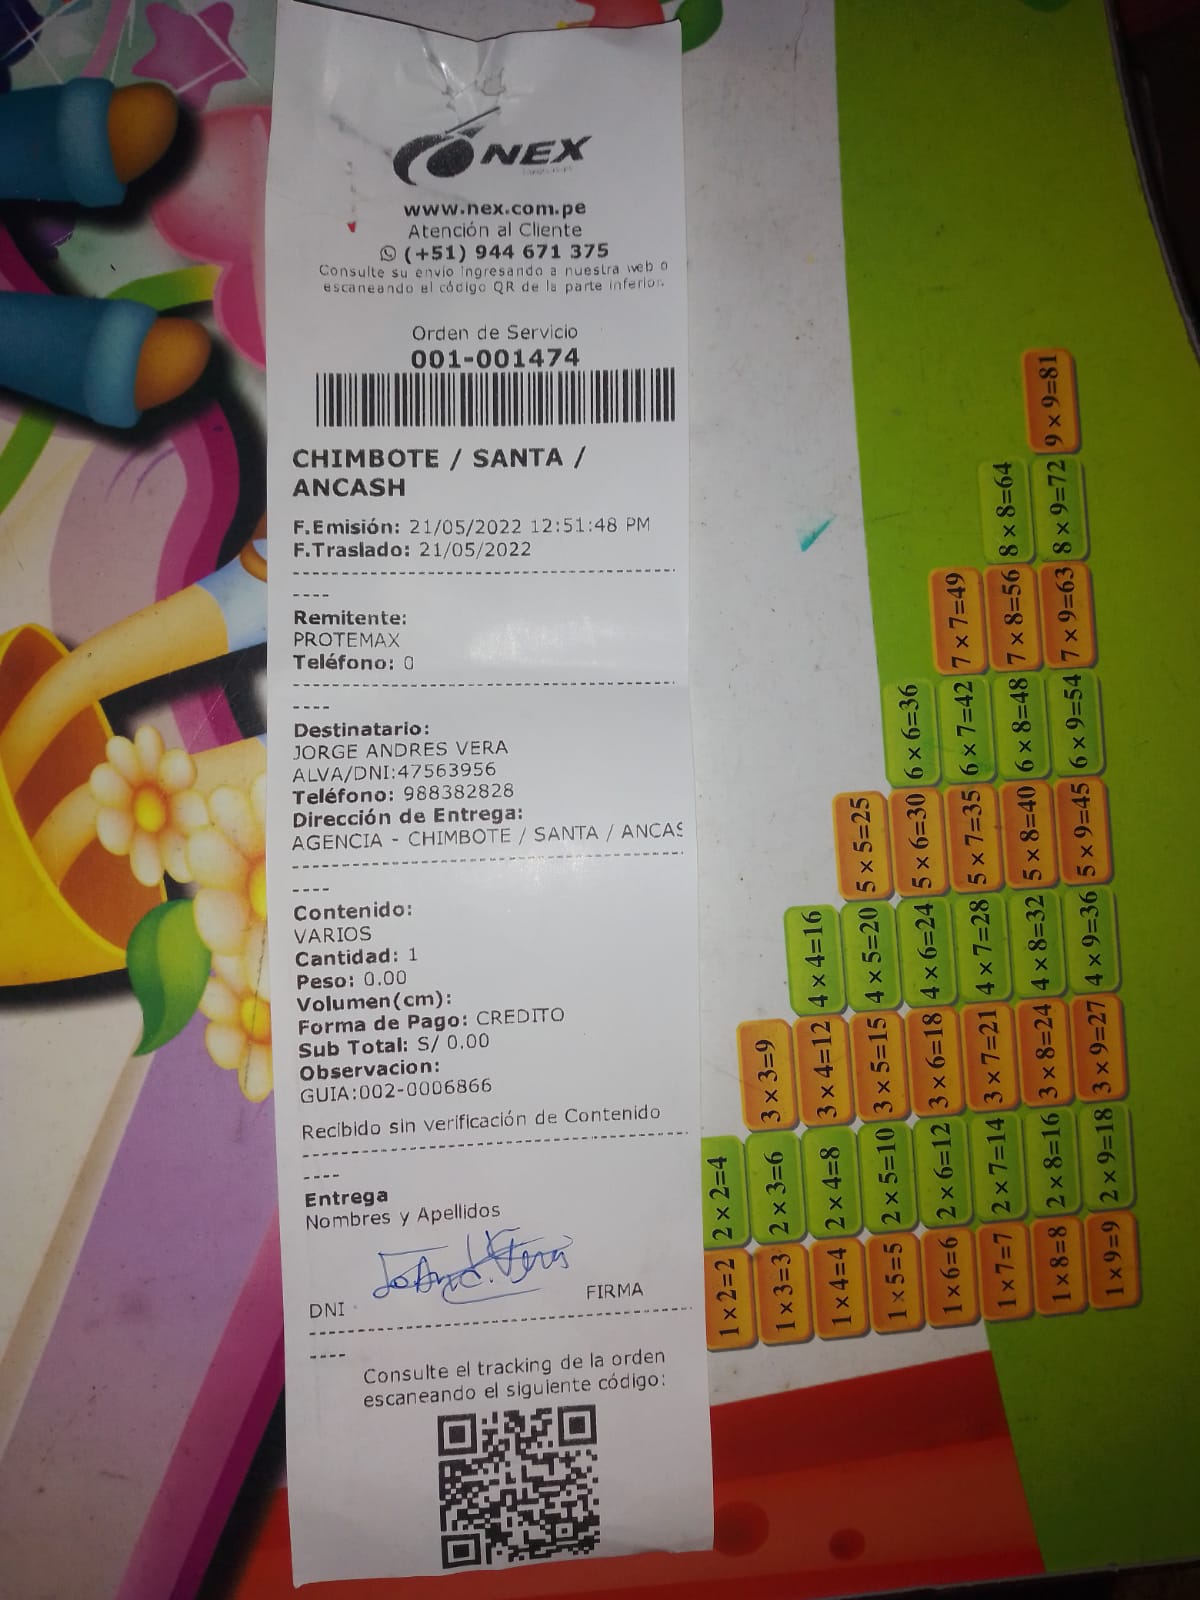 NEX
www.nex.com.pe
Atención al Cliente
(+51) 944 671 375
Consulte su envío ingresando a nuestra web o
escaneando el código QR de la parte inferior.
Orden de Servicio
001-001474
CHIMBOTE / SANTA /
ANCASH
F.Emisión: 21/05/2022 12:51:48 PM
F.Traslado: 21/05/2022
----
Remitente:
PROTEMAX
Teléfono: 0
----
Destinatario:
JORGE ANDRES VERA
ALVA/DNI:47563956
Teléfono: 988382828
Dirección de Entrega:
AGENCIA - CHIMBOTE / SANTA / ANCAS
----
Contenido:
VARIOS
Cantidad: 1
Peso: 0.00
Volumen(cm):
Forma de Pago: CREDITO
Sub Total: S/ 0.00
Observacion:
GUIA:002-0006866
Recibido sin verificación de Contenido
----
Entrega
Nombres y Apellidos
DNI FIRMA
----
Consulte el tracking de la orden
escaneando el siguiente código:
1 x 2=2 2 x 2=4
1 x 3=3 2 x 3=6 3 x 3=9
1 x 4=4 2 x 4=8 3 x 4=12 4 x 4=16
1 x 5=5 2 x 5=10 3 x 5=15 4 x 5=20 5 x 5=25
1 x 6=6 2 x 6=12 3 x 6=18 4 x 6=24 5 x 6=30 6 x 6=36
1 x 7=7 2 x 7=14 3 x 7=21 4 x 7=28 5 x 7=35 6 x 7=42 7 x 7=49
1 x 8=8 2 x 8=16 3 x 8=24 4 x 8=32 5 x 8=40 6 x 8=48 7 x 8=56 8 x 8=64
1 x 9=9 2 x 9=18 3 x 9=27 4 x 9=36 5 x 9=45 6 x 9=54 7 x 9=63 8 x 9=72 9 x 9=81